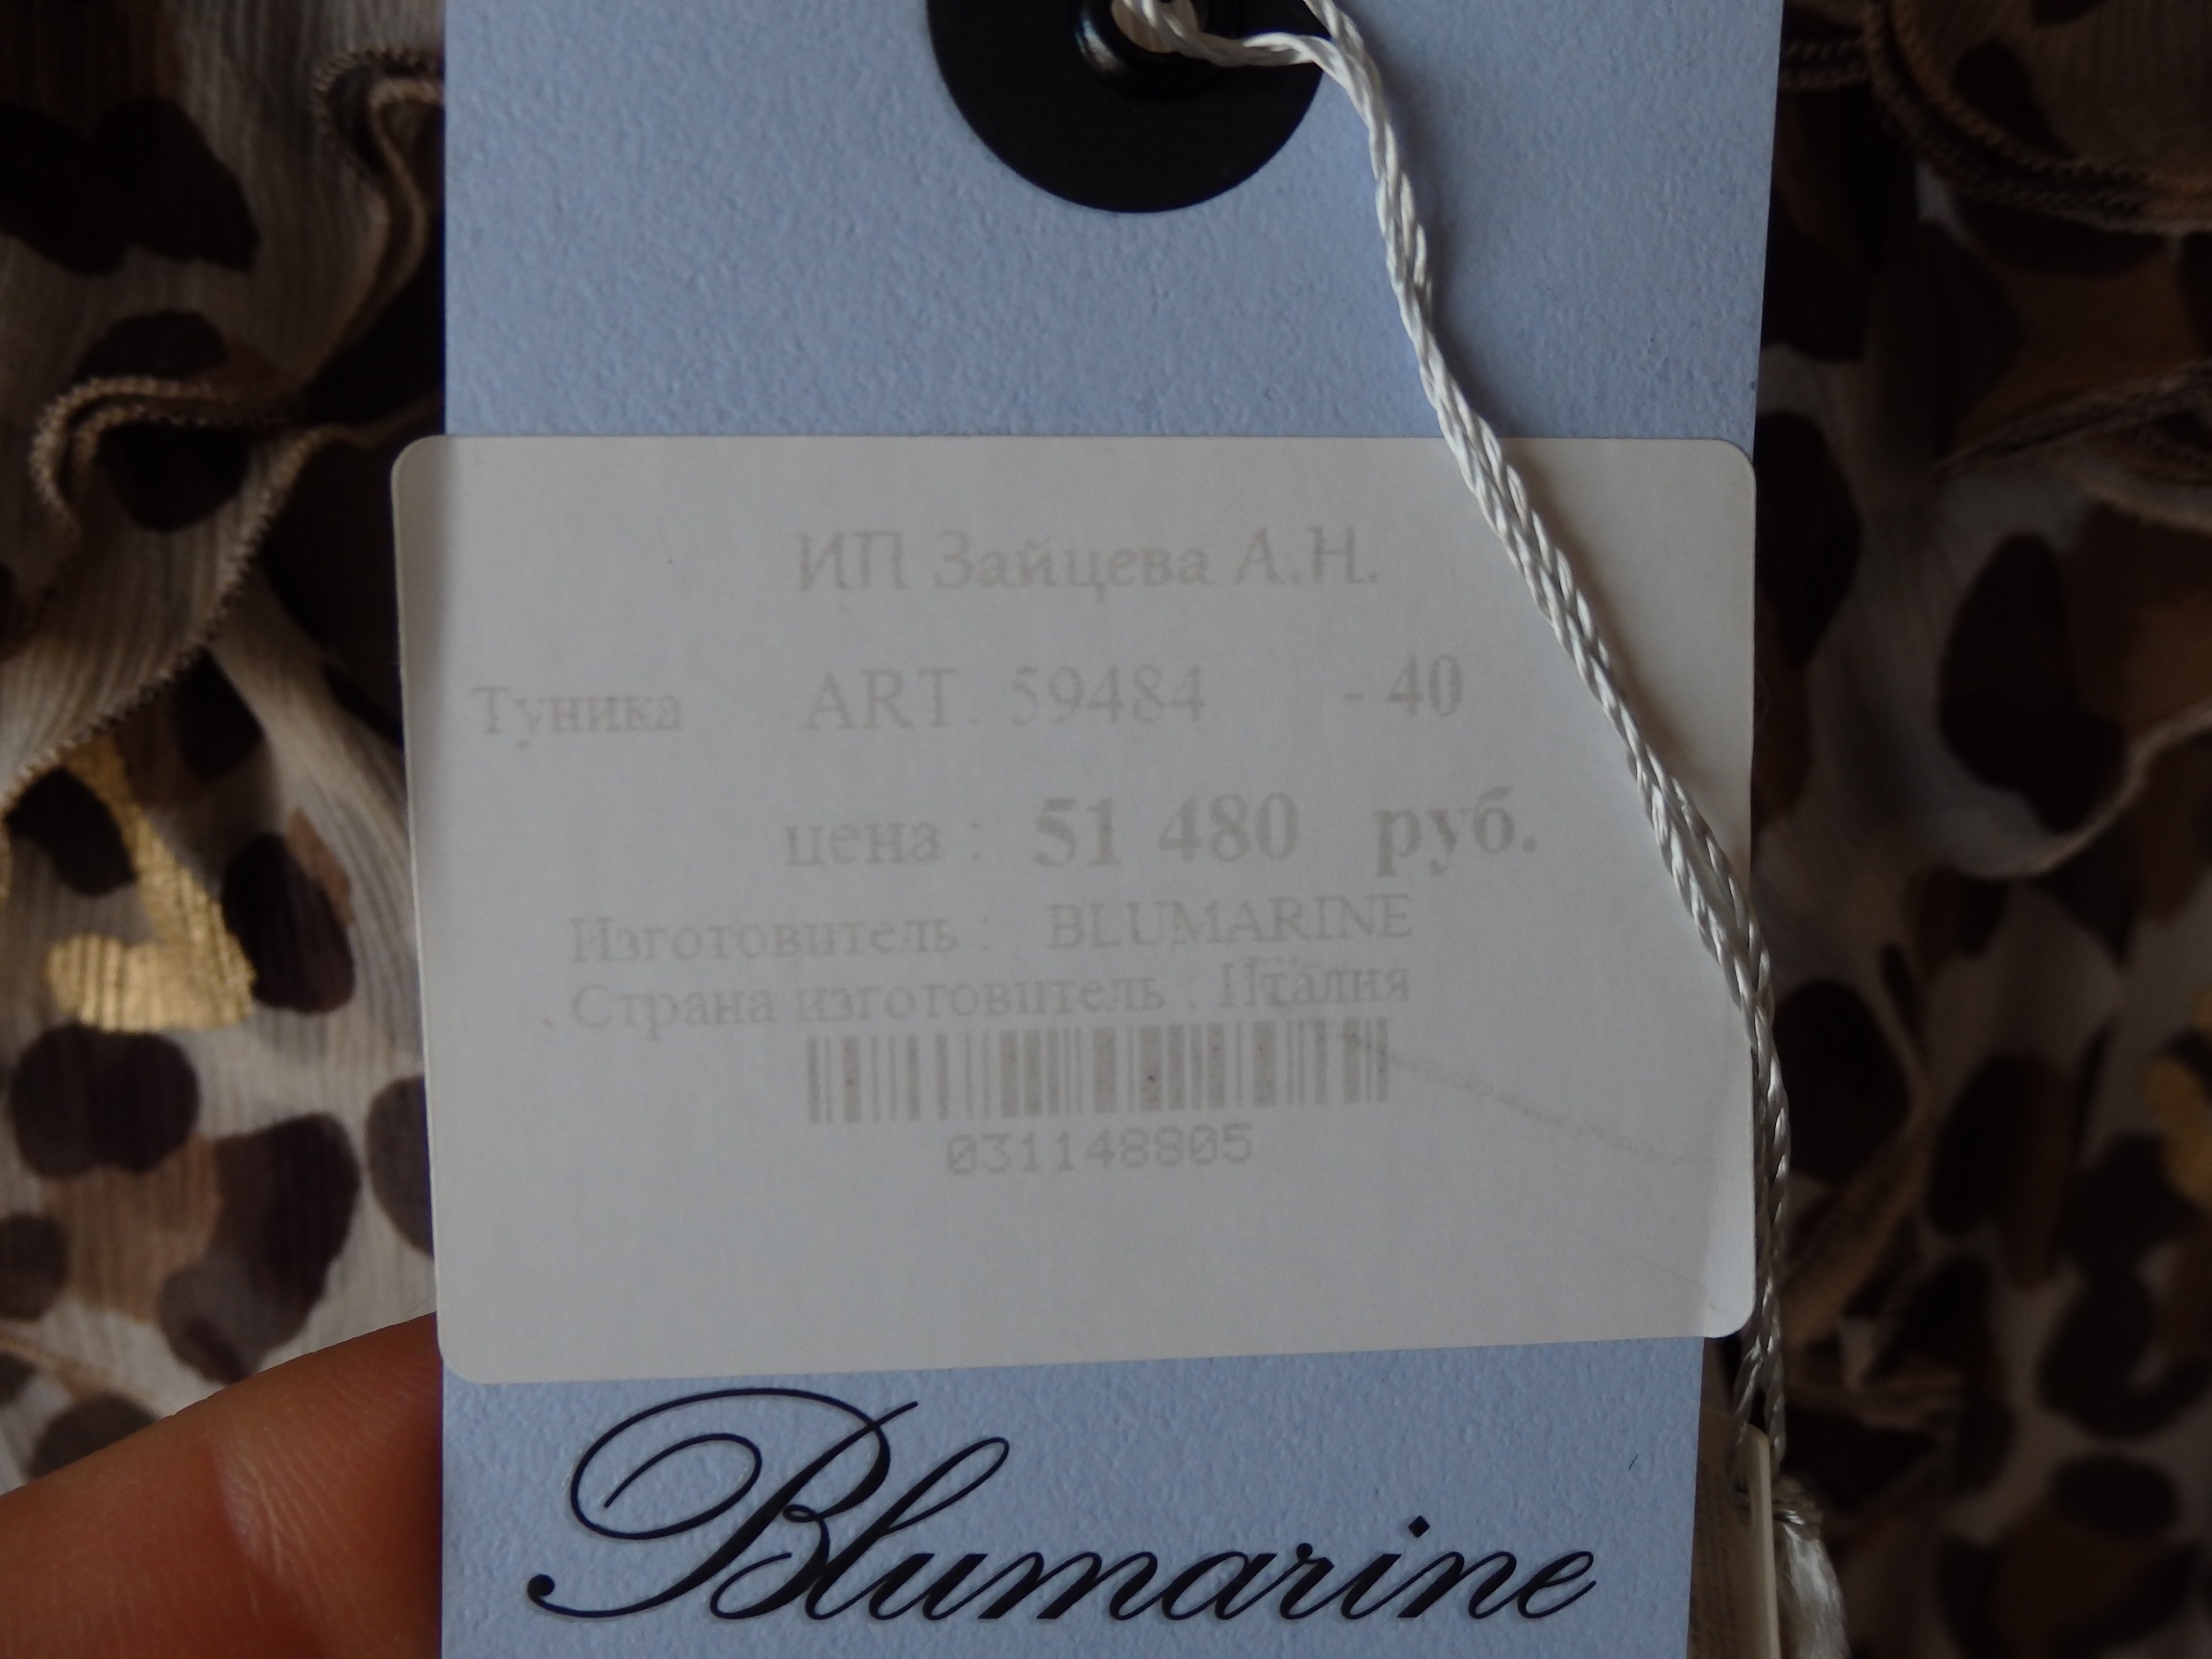 ИП Зайцева А.Н.
Туника ART. 59484 - 40
цена : 51 480 руб.
Изготовитель : BLUMARINE
Страна изготовитель : Италия
031148805
Blumarine